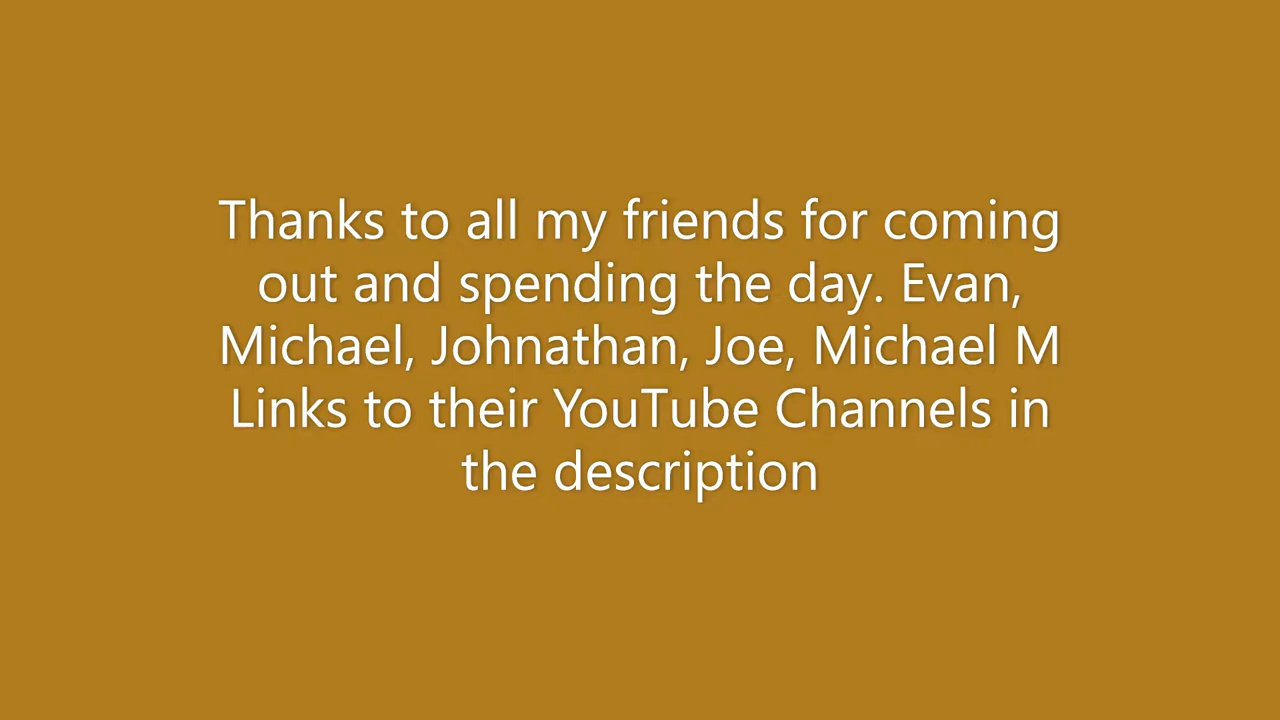 Thanks to all my friends for coming
out and spending the day. Evan,
Michael, Johnathan, Joe, Michael M
Links to their YouTube Channels in
the description